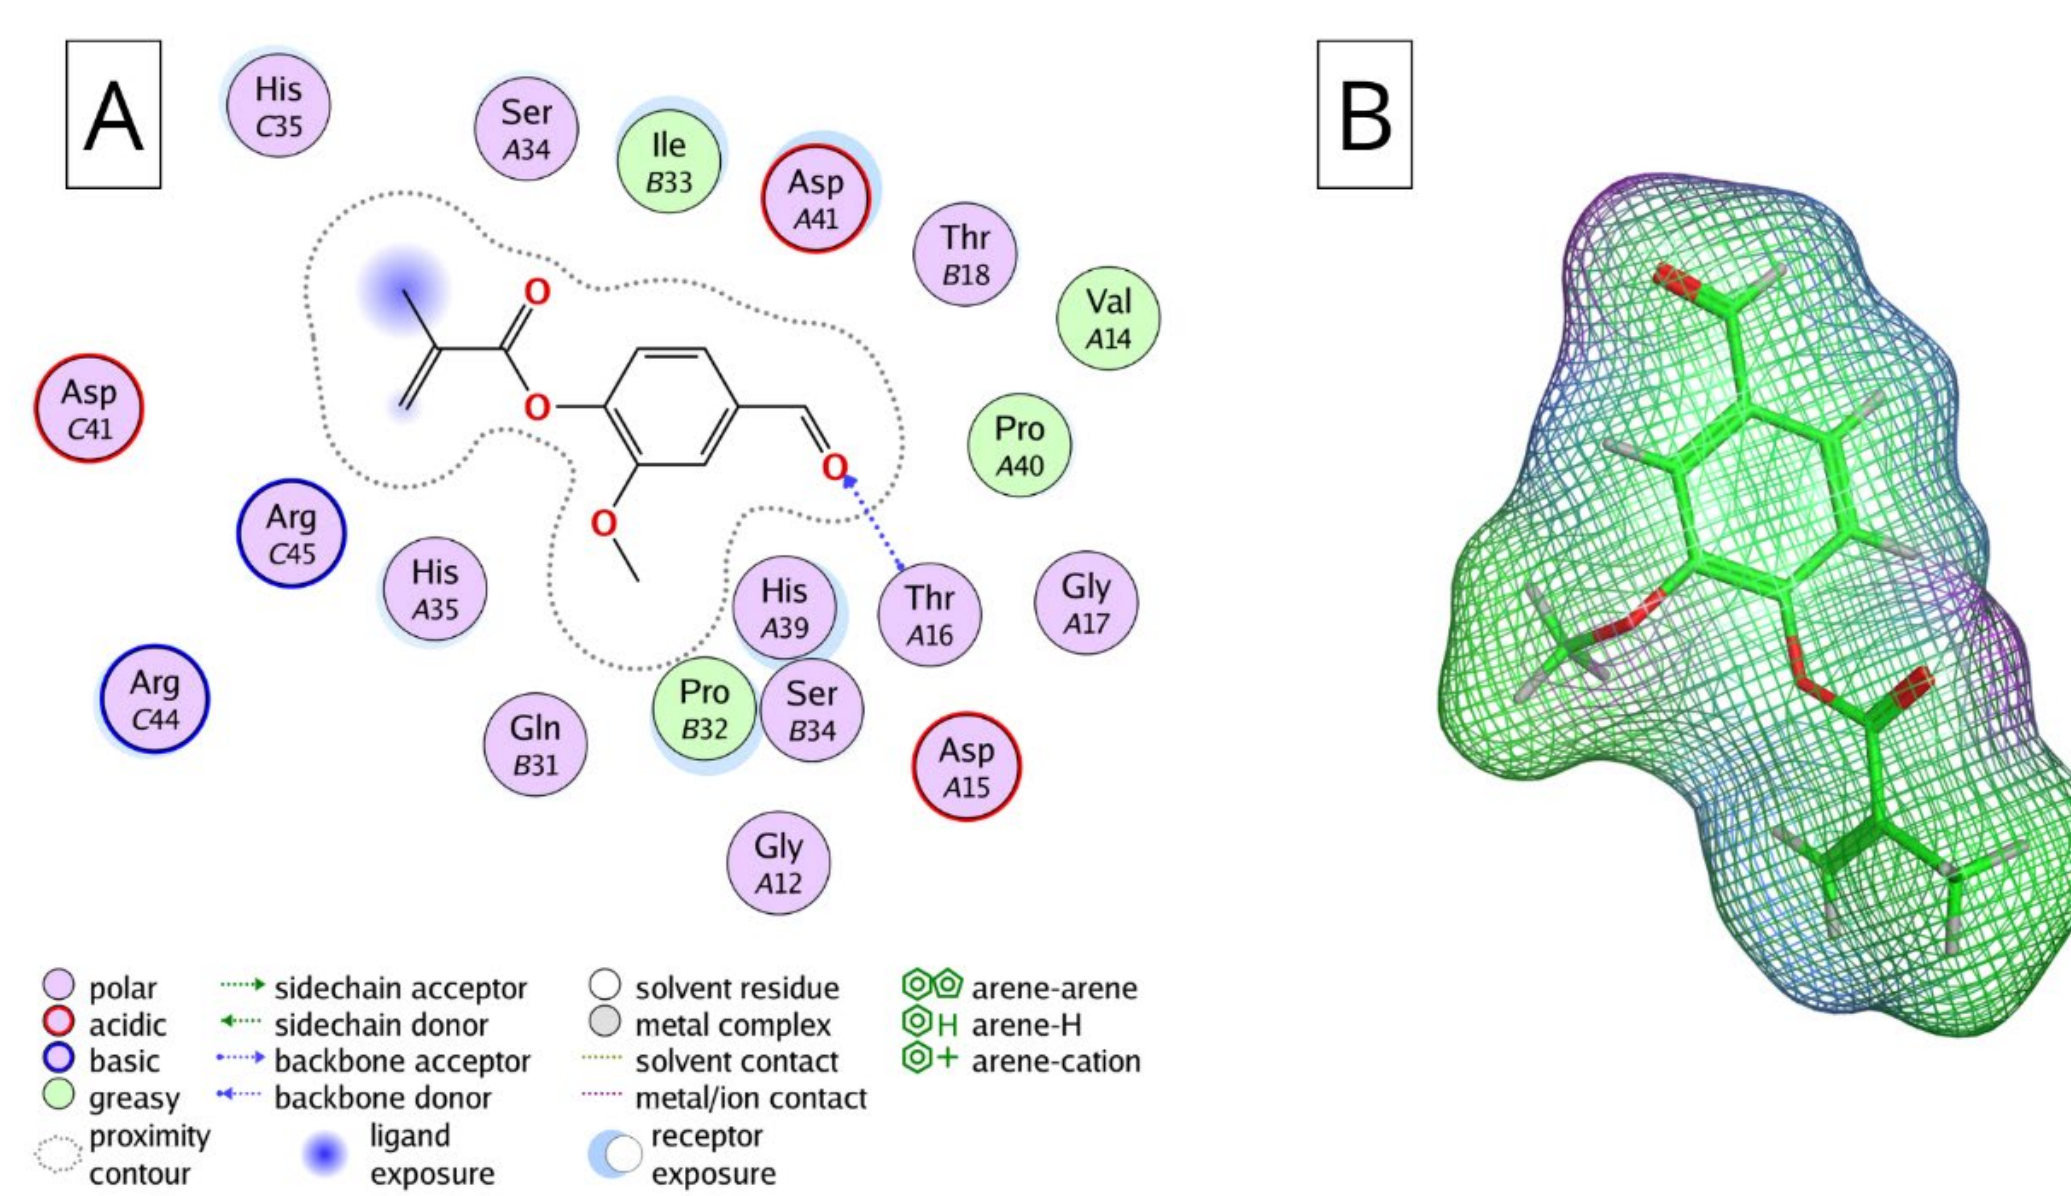 A
B
His
C35
Ser
A34
Ile
B33
Asp
A41
Thr
B18
Val
A14
O
Asp
C41
O
O
Pro
A40
Arg
C45
O
His
A35
His
A39
Thr
A16
Gly
A17
Arg
C44
Gln
B31
Pro
B32
Ser
B34
Asp
A15
Gly
A12
polar
acidic
basic
greasy
proximity
contour
sidechain acceptor
sidechain donor
backbone acceptor
backbone donor
ligand
exposure
solvent residue
metal complex
solvent contact
metal/ion contact
receptor
exposure
arene-arene
H arene-H
+ arene-cation